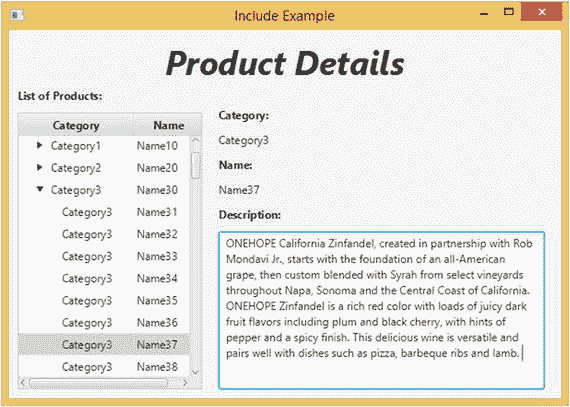 Include Example
Product Details
List of Products:
Category Name
Category1 Name10
Category2 Name20
Category3 Name30
Category3 Name31
Category3 Name32
Category3 Name33
Category3 Name34
Category3 Name35
Category3 Name36
Category3 Name37
Category3 Name38
Category:
Category3
Name:
Name37
Description:
ONEHOPE California Zinfandel, created in partnership with Rob
Mondavi Jr., starts with the foundation of an all-American
grape, then custom blended with Syrah from select vineyards
throughout Napa, Sonoma and the Central Coast of California.
ONEHOPE Zinfandel is a rich red color with loads of juicy dark
fruit flavors including plum and black cherry, with hints of
pepper and a spicy finish. This delicious wine is versatile and
pairs well with dishes such as pizza, barbeque ribs and lamb.